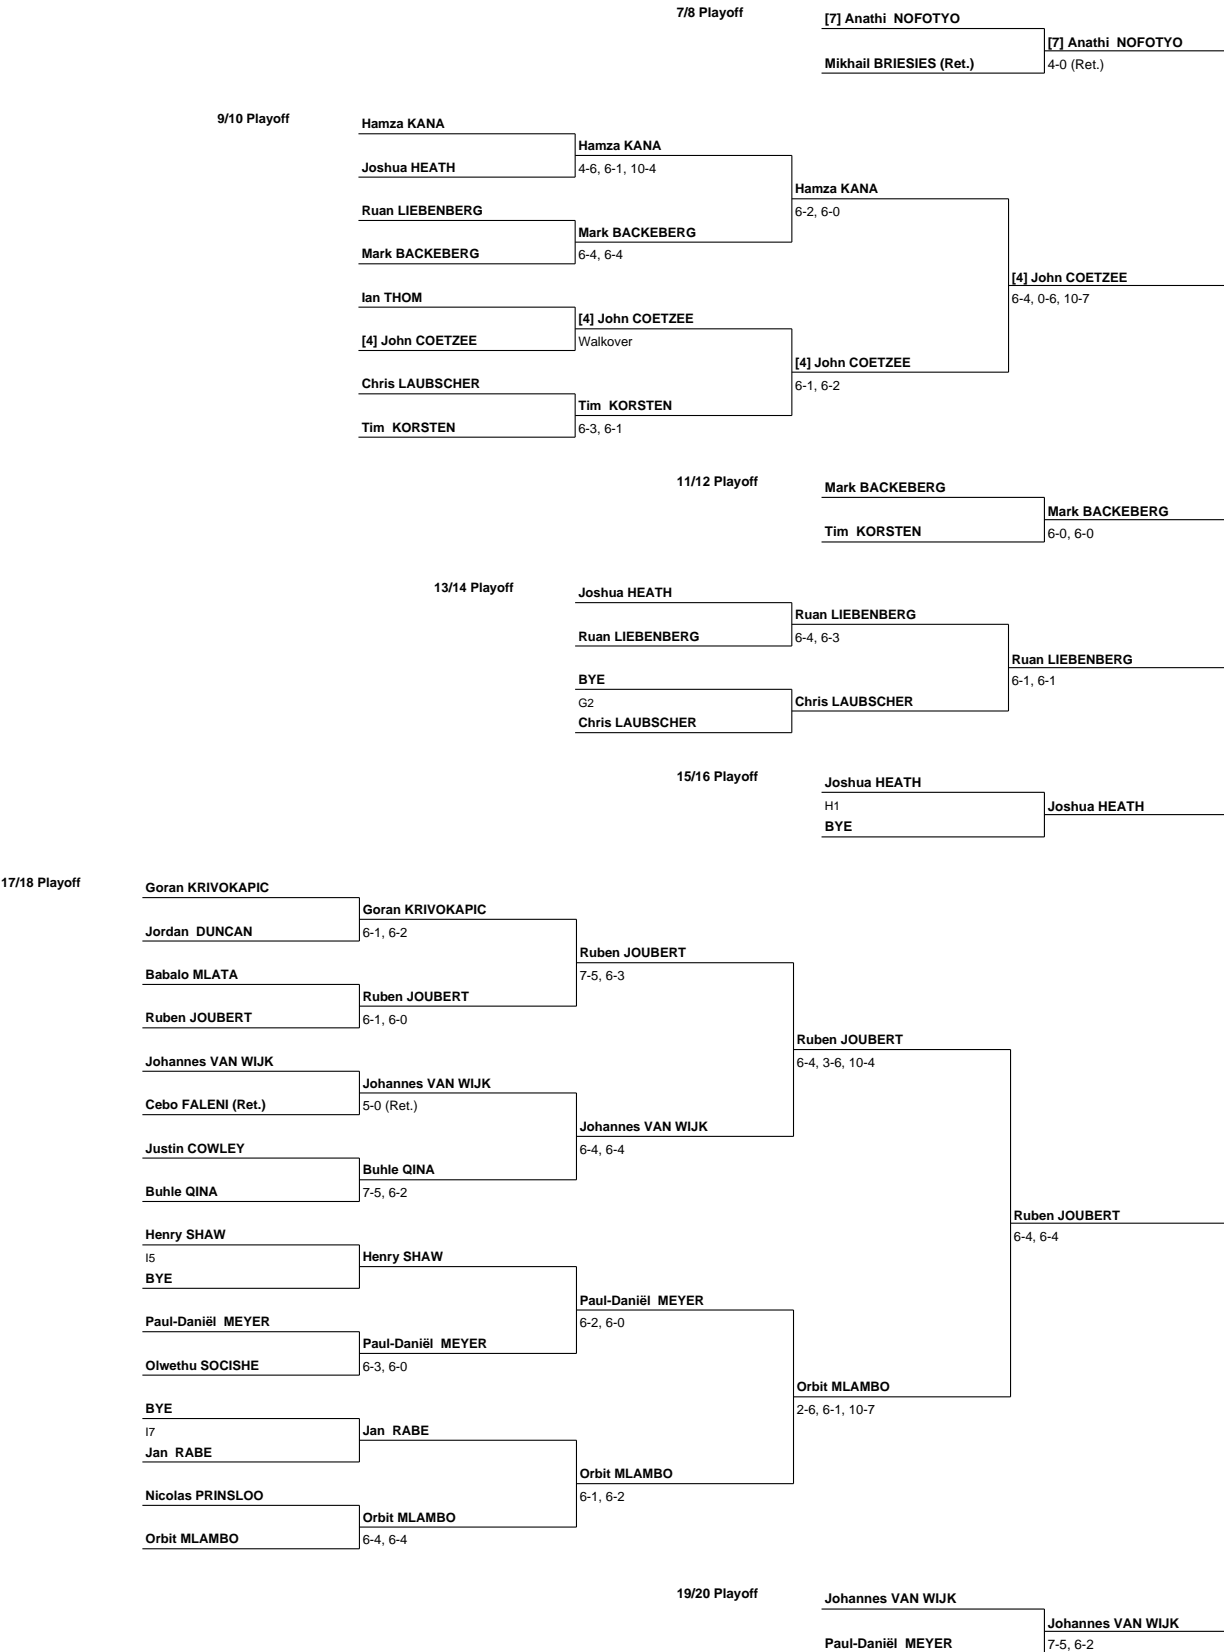 7/8 Playoff
[7] Anathi NOFOTYO
[7] Anathi NOFOTYO
Mikhail BRIESIES (Ret.)
4-0 (Ret.)
9/10 Playoff
Hamza KANA
Hamza KANA
Joshua HEATH
4-6, 6-1, 10-4
Hamza KANA
Ruan LIEBENBERG
6-2, 6-0
Mark BACKEBERG
Mark BACKEBERG
6-4, 6-4
[4] John COETZEE
Ian THOM
6-4, 0-6, 10-7
[4] John COETZEE
[4] John COETZEE
Walkover
[4] John COETZEE
Chris LAUBSCHER
6-1, 6-2
Tim KORSTEN
Tim KORSTEN
6-3, 6-1
11/12 Playoff
Mark BACKEBERG
Mark BACKEBERG
Tim KORSTEN
6-0, 6-0
13/14 Playoff
Joshua HEATH
Ruan LIEBENBERG
Ruan LIEBENBERG
6-4, 6-3
Ruan LIEBENBERG
BYE
6-1, 6-1
G2
Chris LAUBSCHER
Chris LAUBSCHER
15/16 Playoff
Joshua HEATH
H1
Joshua HEATH
BYE
17/18 Playoff
Goran KRIVOKAPIC
Goran KRIVOKAPIC
Jordan DUNCAN
6-1, 6-2
Ruben JOUBERT
Babalo MLATA
7-5, 6-3
Ruben JOUBERT
Ruben JOUBERT
6-1, 6-0
Ruben JOUBERT
Johannes VAN WIJK
6-4, 3-6, 10-4
Johannes VAN WIJK
Cebo FALENI (Ret.)
5-0 (Ret.)
Johannes VAN WIJK
Justin COWLEY
6-4, 6-4
Buhle QINA
Buhle QINA
7-5, 6-2
Ruben JOUBERT
Henry SHAW
6-4, 6-4
I5
Henry SHAW
BYE
Paul-Daniël MEYER
Paul-Daniël MEYER
6-2, 6-0
Paul-Daniël MEYER
Olwethu SOCISHE
6-3, 6-0
Orbit MLAMBO
BYE
2-6, 6-1, 10-7
I7
Jan RABE
Jan RABE
Orbit MLAMBO
Nicolas PRINSLOO
6-1, 6-2
Orbit MLAMBO
Orbit MLAMBO
6-4, 6-4
19/20 Playoff
Johannes VAN WIJK
Johannes VAN WIJK
Paul-Daniël MEYER
7-5, 6-2